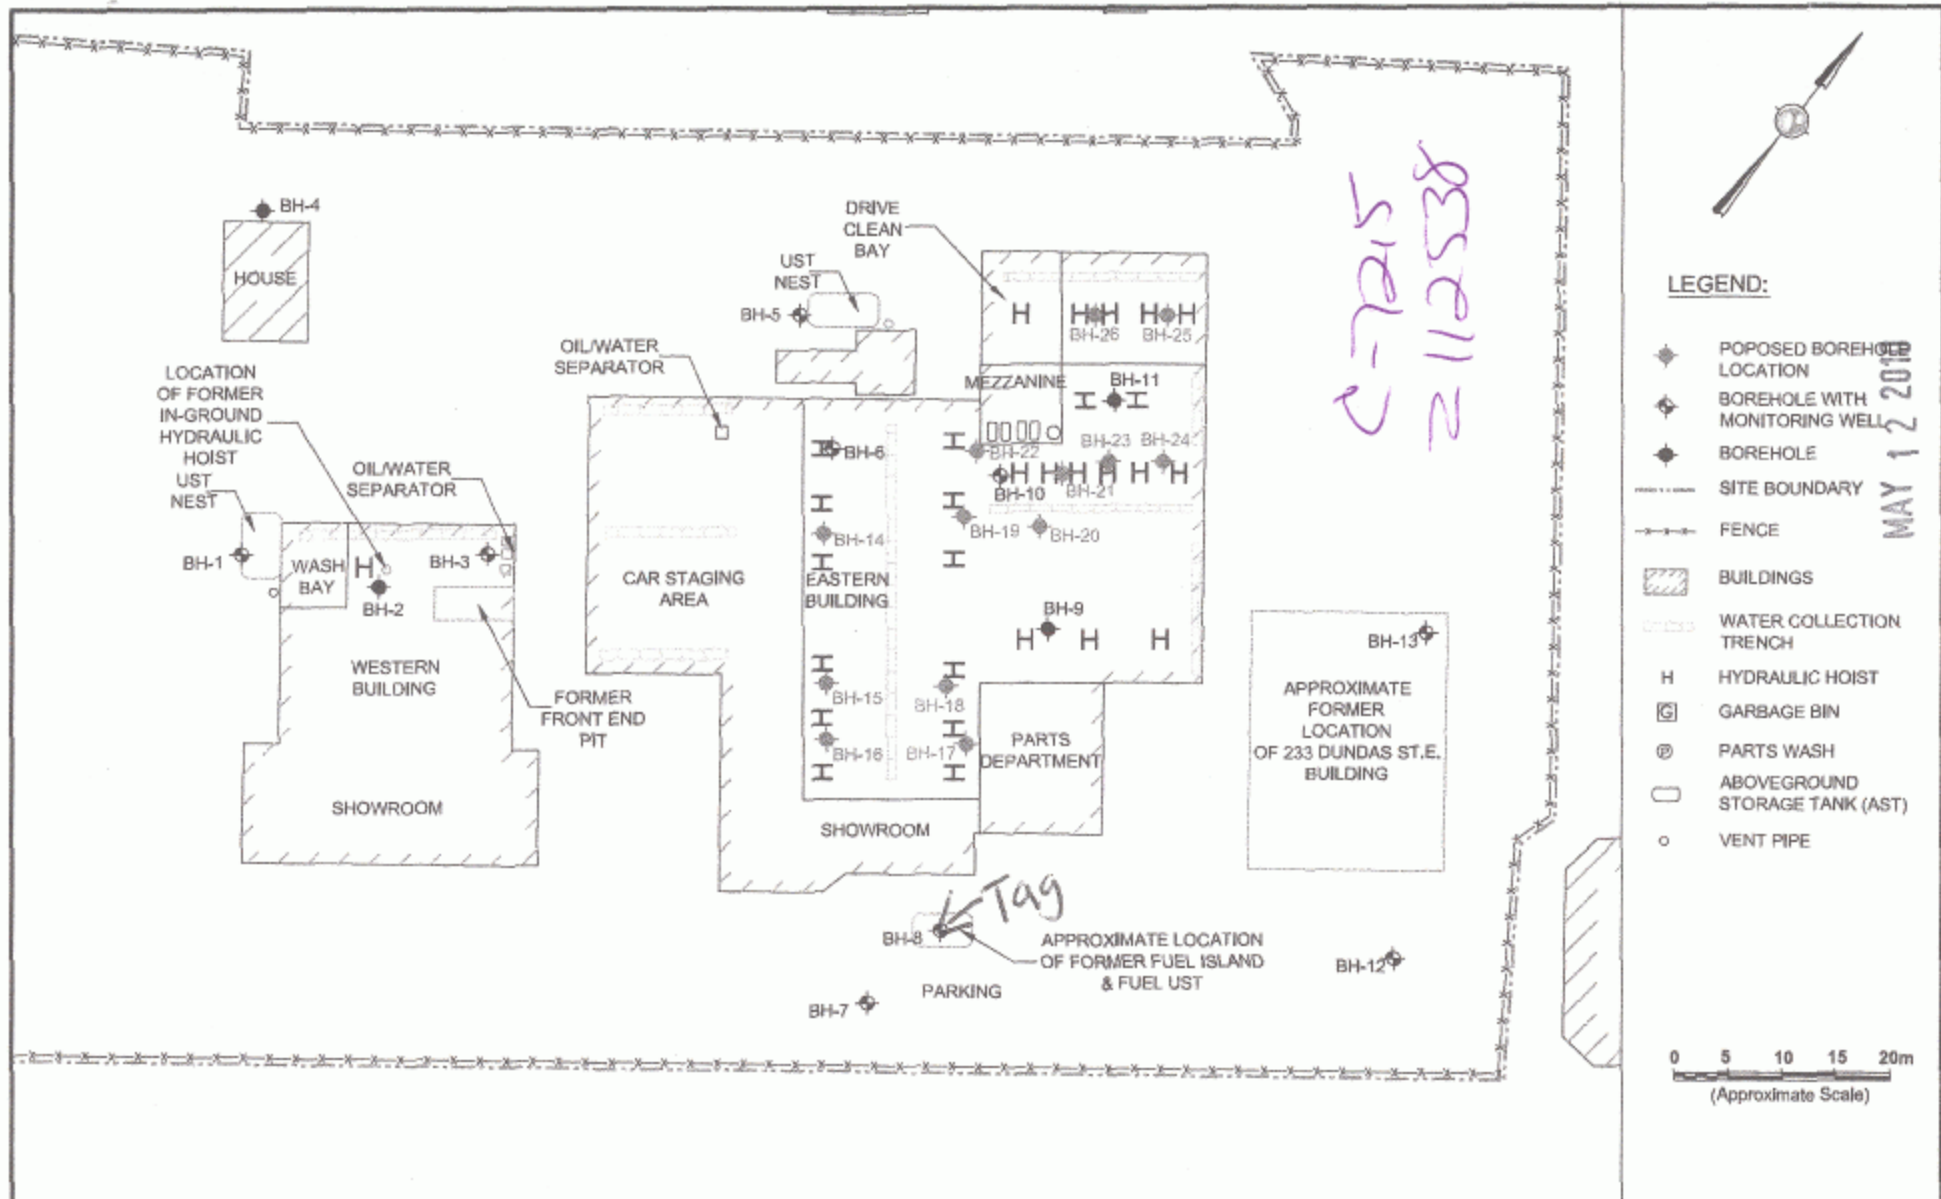 BH-4
HOUSE
DRIVE
CLEAN
BAY
UST
NEST
BH-5
H
H H
H H
BH-26
BH-25
OIL/WATER
SEPARATOR
MEZZANINE
BH-11
H H
LOCATION
OF FORMER
IN-GROUND
HYDRAULIC
HOIST
UST
NEST
OIL/WATER
SEPARATOR
BH-6
BH-22
BH-23
BH-24
H H H H H H
BH-10
BH-21
BH-19
BH-20
BH-14
BH-1
WASH
BAY
H
BH-2
BH-3
P
CAR STAGING
AREA
EASTERN
BUILDING
BH-9
H H H
BH-13
WESTERN
BUILDING
FORMER
FRONT END
PIT
BH-15
BH-18
BH-16
BH-17
PARTS
DEPARTMENT
APPROXIMATE
FORMER
LOCATION
OF 233 DUNDAS ST.E.
BUILDING
SHOWROOM
SHOWROOM
Tag
BH-8
APPROXIMATE LOCATION
OF FORMER FUEL ISLAND
& FUEL UST
PARKING
BH-7
BH-12
C-7215
2112538
LEGEND:
POPOSED BOREHOLE
LOCATION
BOREHOLE WITH
MONITORING WELL
BOREHOLE
SITE BOUNDARY
FENCE
BUILDINGS
WATER COLLECTION
TRENCH
H HYDRAULIC HOIST
G GARBAGE BIN
P PARTS WASH
ABOVEGROUND
STORAGE TANK (AST)
VENT PIPE
MAY 12 2010
0 5 10 15 20m
(Approximate Scale)